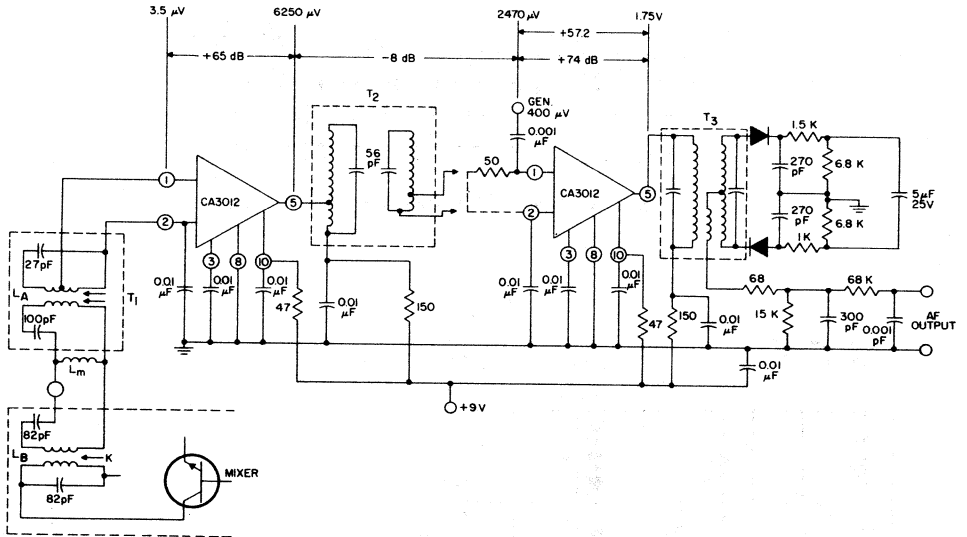 3.5 μV
6250 μV
2470 μV
1.75V
+57.2
+65 dB
-8 dB
+74 dB
T2
GEN.
400 μV
0.001
μF
T3
50
1
CA3012
5
2
3
8
10
56
pF
1
CA3012
5
2
3
8
10
1.5 K
270
pF
6.8 K
270
pF
6.8 K
1K
5μF
25V
27pF
LA
T1
100pF
Lm
0.01
μF
0.01
μF
0.01
μF
47
0.01
μF
150
0.01
μF
0.01
μF
0.01
μF
47
150
0.01
μF
68
68 K
15 K
300
pF
0.001
pF
AF
OUTPUT
0.01
μF
+9V
82pF
LB
K
82pF
MIXER